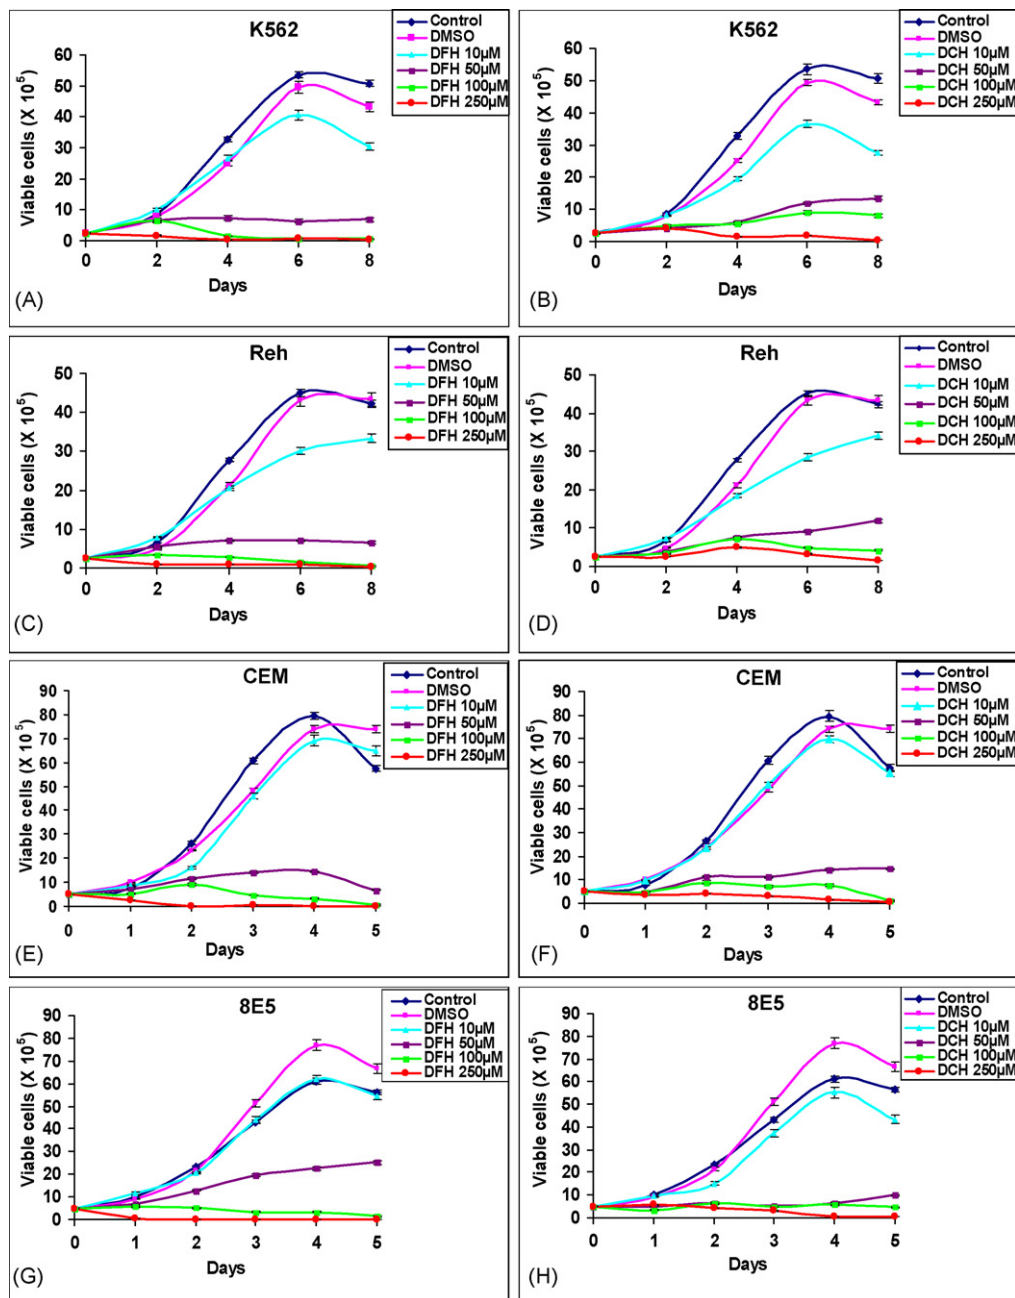 K562
Control
DMSO
DFH 10µM
DFH 50µM
DFH 100µM
DFH 250µM
Viable cells (X 10⁵)
60
50
40
30
20
10
0
0 2 4 6 8
Days
(A)
K562
Control
DMSO
DCH 10µM
DCH 50µM
DCH 100µM
DCH 250µM
Viable cells (X 10⁵)
60
50
40
30
20
10
0
0 2 4 6 8
Days
(B)
Reh
Control
DMSO
DFH 10µM
DFH 50µM
DFH 100µM
DFH 250µM
Viable cells (X 10⁵)
50
40
30
20
10
0
0 2 4 6 8
Days
(C)
Reh
Control
DMSO
DCH 10µM
DCH 50µM
DCH 100µM
DCH 250µM
Viable cells (X 10⁵)
50
40
30
20
10
0
0 2 4 6 8
Days
(D)
CEM
Control
DMSO
DFH 10µM
DFH 50µM
DFH 100µM
DFH 250µM
Viable cells (X 10⁵)
90
80
70
60
50
40
30
20
10
0
0 1 2 3 4 5
Days
(E)
CEM
Control
DMSO
DCH 10µM
DCH 50µM
DCH 100µM
DCH 250µM
Viable cells (X 10⁵)
90
80
70
60
50
40
30
20
10
0
0 1 2 3 4 5
Days
(F)
8E5
Control
DMSO
DFH 10µM
DFH 50µM
DFH 100µM
DFH 250µM
Viable cells (X 10⁵)
90
80
70
60
50
40
30
20
10
0
0 1 2 3 4 5
Days
(G)
8E5
Control
DMSO
DCH 10µM
DCH 50µM
DCH 100µM
DCH 250µM
Viable cells (X 10⁵)
90
80
70
60
50
40
30
20
10
0
0 1 2 3 4 5
Days
(H)